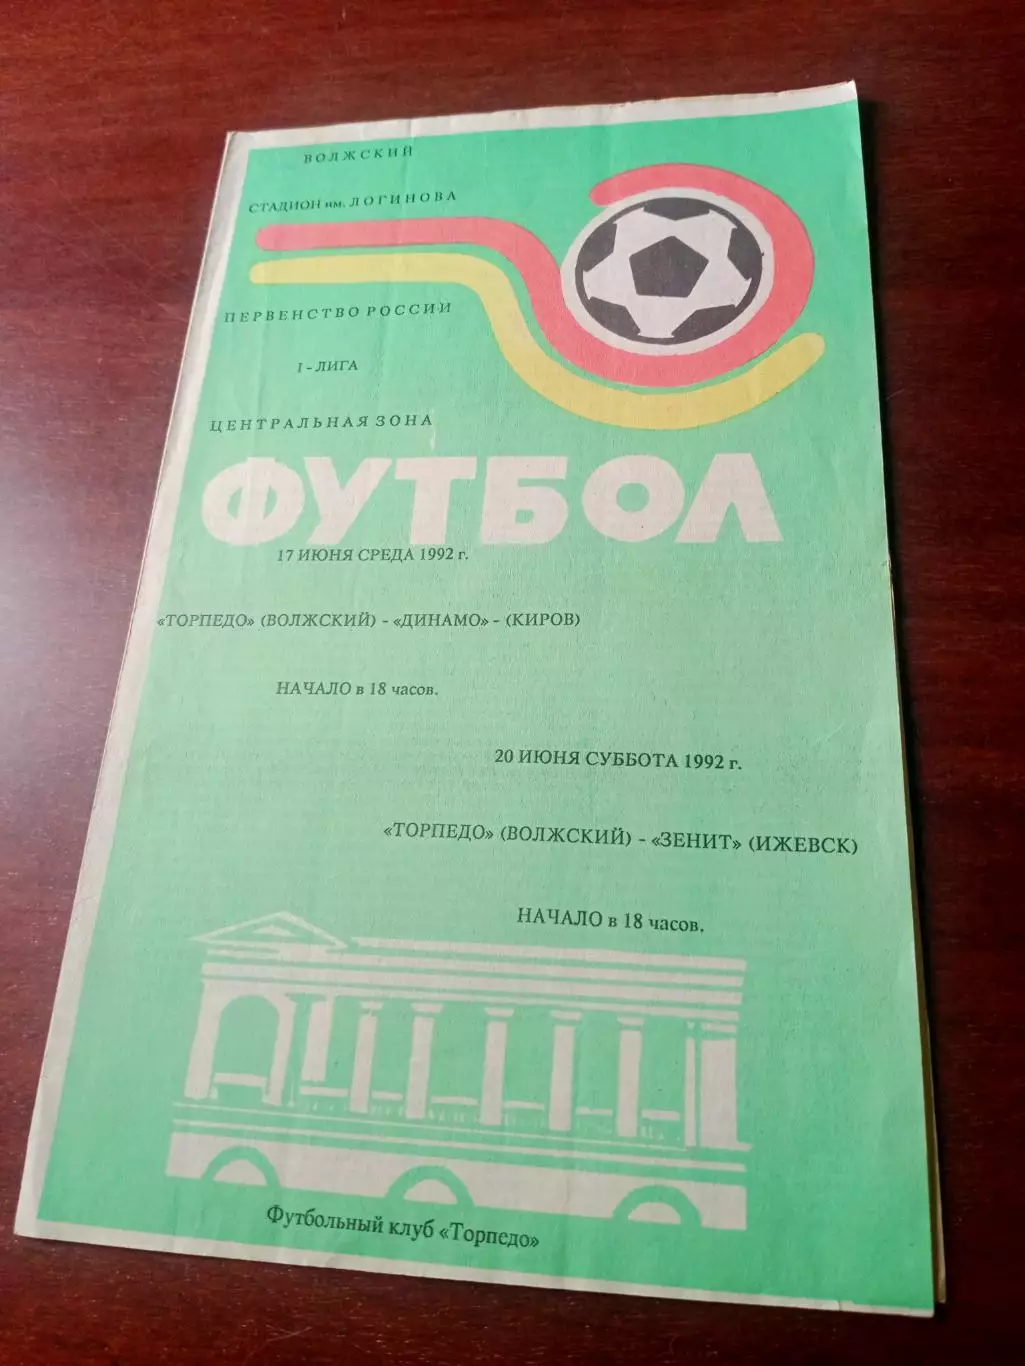 ВОЛЖСКИЙ
СТАДИОН им. ЛОГИНОВА
ПЕРВЕНСТВО РОССИИ
I - ЛИГА
ЦЕНТРАЛЬНАЯ ЗОНА
ФУТБОЛ
17 ИЮНЯ СРЕДА 1992 г.
«ТОРПЕДО» (ВОЛЖСКИЙ) - «ДИНАМО» - (КИРОВ)
НАЧАЛО в 18 часов.
20 ИЮНЯ СУББОТА 1992 г.
«ТОРПЕДО» (ВОЛЖСКИЙ) - «ЗЕНИТ» (ИЖЕВСК)
НАЧАЛО в 18 часов.
Футбольный клуб «Торпедо»